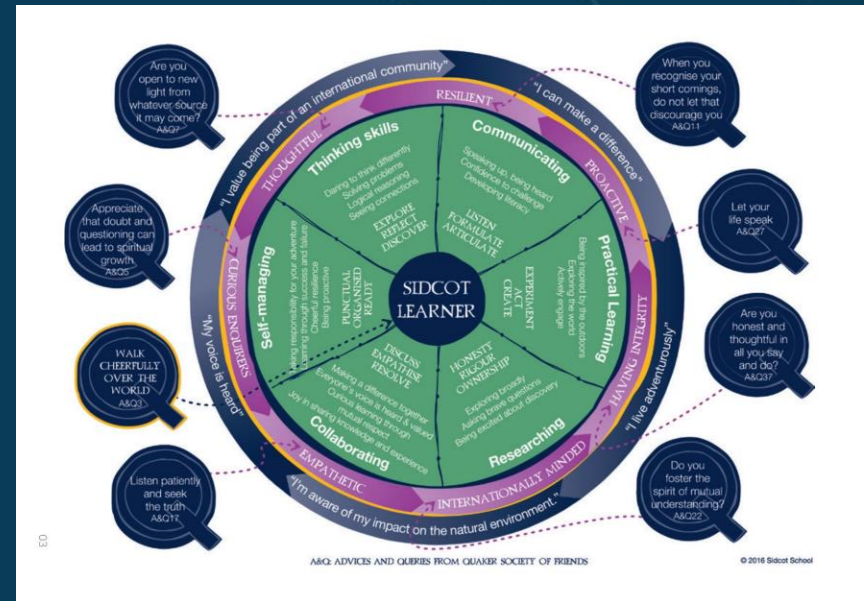 Are you
open to new
light from
whatever source
it may come?
A&Q7
Appreciate
that doubt and
questioning can
lead to spiritual
growth
A&Q5
WALK
CHEERFULLY
OVER THE
WORLD
A&Q3
Listen patiently
and seek
the truth
A&Q17
When you
recognise your
short comings,
do not let that
discourage you
A&Q11
Let your
life speak
A&Q27
Are you
honest and
thoughtful in
all you say
and do?
A&Q37
Do you
foster the
spirit of mutual
understanding?
A&Q22
"I value being part of an international community"
"I can make a difference"
"I live adventurously"
"I'm aware of my impact on the natural environment."
"My voice is heard"
RESILIENT
PROACTIVE
HAVING INTEGRITY
INTERNATIONALLY MINDED
EMPATHETIC
CURIOUS ENQUIRERS
THOUGHTFUL
Thinking skills
Daring to think differently
Solving problems
Logical reasoning
Seeing connections
EXPLORE
REFLECT
DISCOVER
Communicating
Speaking up, being heard
Confidence to challenge
Developing literacy
LISTEN
FORMULATE
ARTICULATE
Practical Learning
Being inspired by the outdoors
Exploring the world
Actively engage
EXPERIMENT
ACT
CREATE
Researching
HONESTY
RIGOUR
OWNERSHIP
Exploring broadly
Asking brave questions
Being excited about discovery
Collaborating
DISCUSS
EMPATHISE
RESOLVE
Making a difference together
Everyone's voice is heard & valued
Curious learning through
mutual respect
Joy in sharing knowledge and experience
Self-managing
Taking responsibility for your adventure
Learning through success and failure
Cheerful resilience
Being proactive
PUNCTUAL
ORGANISED
READY
SIDCOT
LEARNER
A&Q: ADVICES AND QUERIES FROM QUAKER SOCIETY OF FRIENDS
© 2016 Sidcot School
03